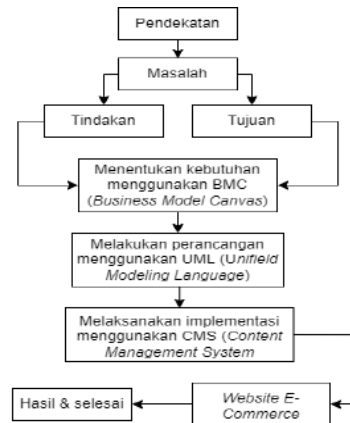 Pendekatan
Masalah
Tindakan
Tujuan
Menentukan kebutuhan
menggunakan BMC
(Business Model Canvas)
Melakukan perancangan
menggunakan UML (Unifield
Modeling Language)
Melaksanakan implementasi
menggunakan CMS (Content
Management System
Hasil & selesai
Website E-
Commerce